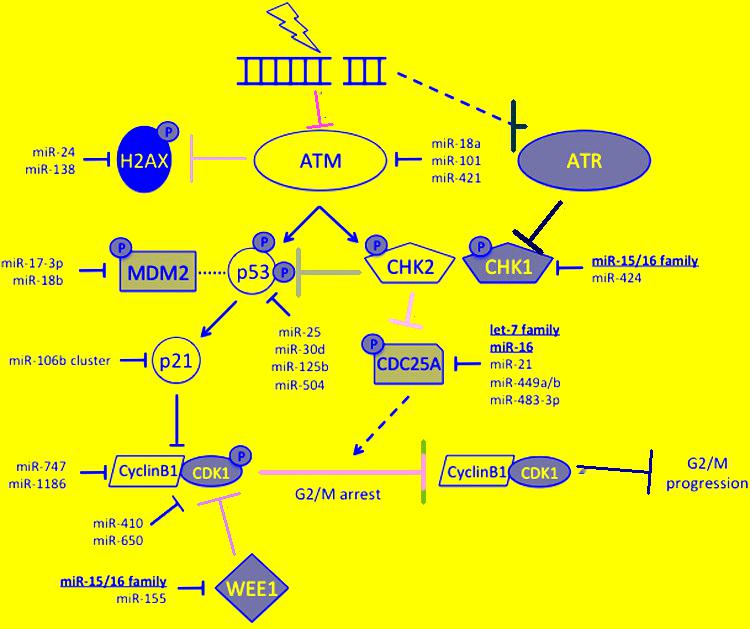 miR-24
miR-138
P
H2AX
ATM
miR-18a
miR-101
miR-421
ATR
miR-17-3p
miR-18b
P
MDM2
P
p53
P
P
CHK2
P
CHK1
miR-15/16 family
miR-424
miR-25
miR-30d
miR-125b
miR-504
miR-106b cluster
p21
P
CDC25A
let-7 family
miR-16
miR-21
miR-449a/b
miR-483-3p
miR-747
miR-1186
CyclinB1
CDK1
P
G2/M arrest
CyclinB1
CDK1
G2/M
progression
miR-410
miR-650
miR-15/16 family
miR-155
WEE1